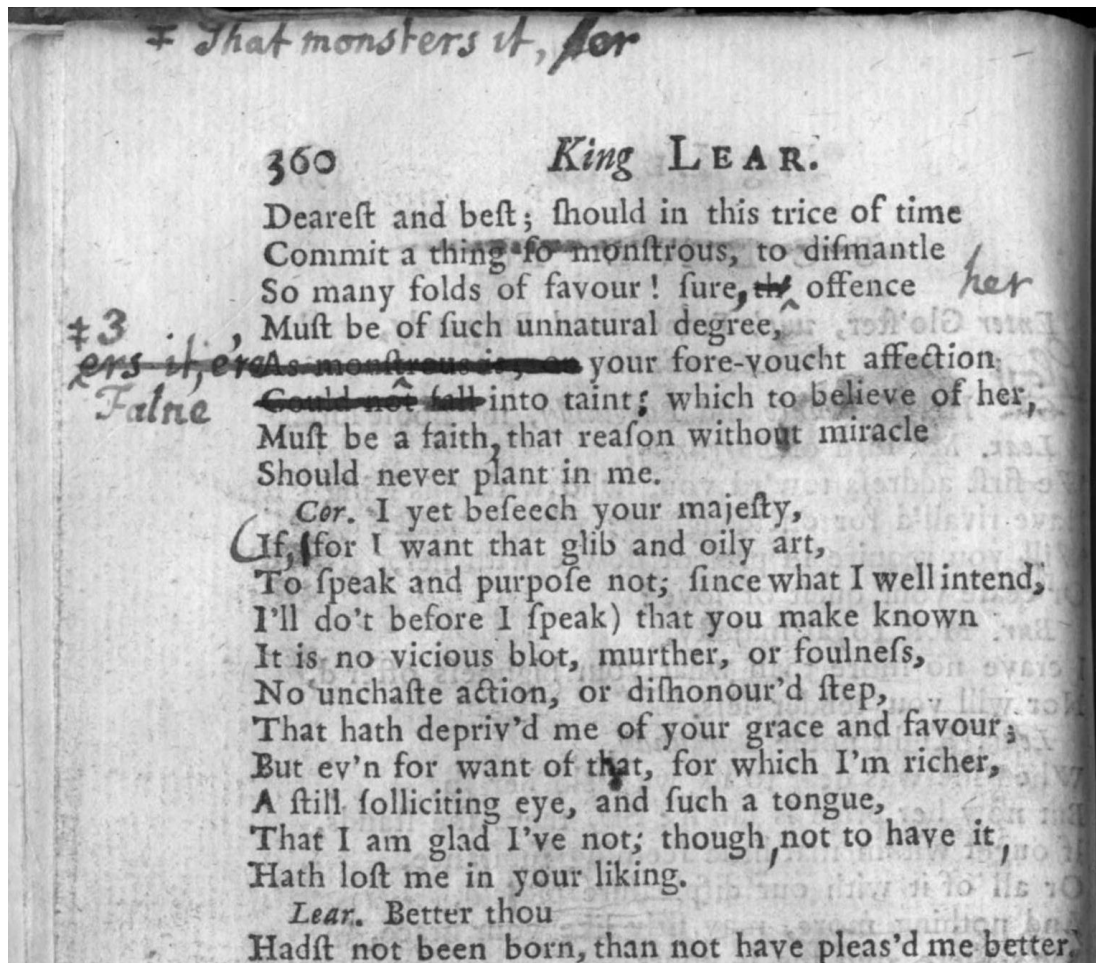 ‡ That monsters it, for
360 King LEAR.
Deareſt and beſt; ſhould in this trice of time
Commit a thing ſo monſtrous, to diſmantle
So many folds of favour! ſure, the offence her
‡3 Muſt be of ſuch unnatural degree,
ers it, ere As monſtrous is, or your fore-voucht affection
Falne Could not fall into taint; which to believe of her,
Muſt be a faith, that reaſon without miracle
Should never plant in me.
Cor. I yet beſeech your majeſty,
(If, for I want that glib and oily art,
To ſpeak and purpoſe not; ſince what I well intend,
I'll do't before I ſpeak) that you make known
It is no vicious blot, murther, or foulneſs,
No unchaſte action, or diſhonour'd ſtep,
That hath depriv'd me of your grace and favour;
But ev'n for want of that, for which I'm richer,
A ſtill ſolliciting eye, and ſuch a tongue,
That I am glad I've not; though, not to have it,
Hath loſt me in your liking.
Lear. Better thou
Hadſt not been born, than not have pleas'd me better.